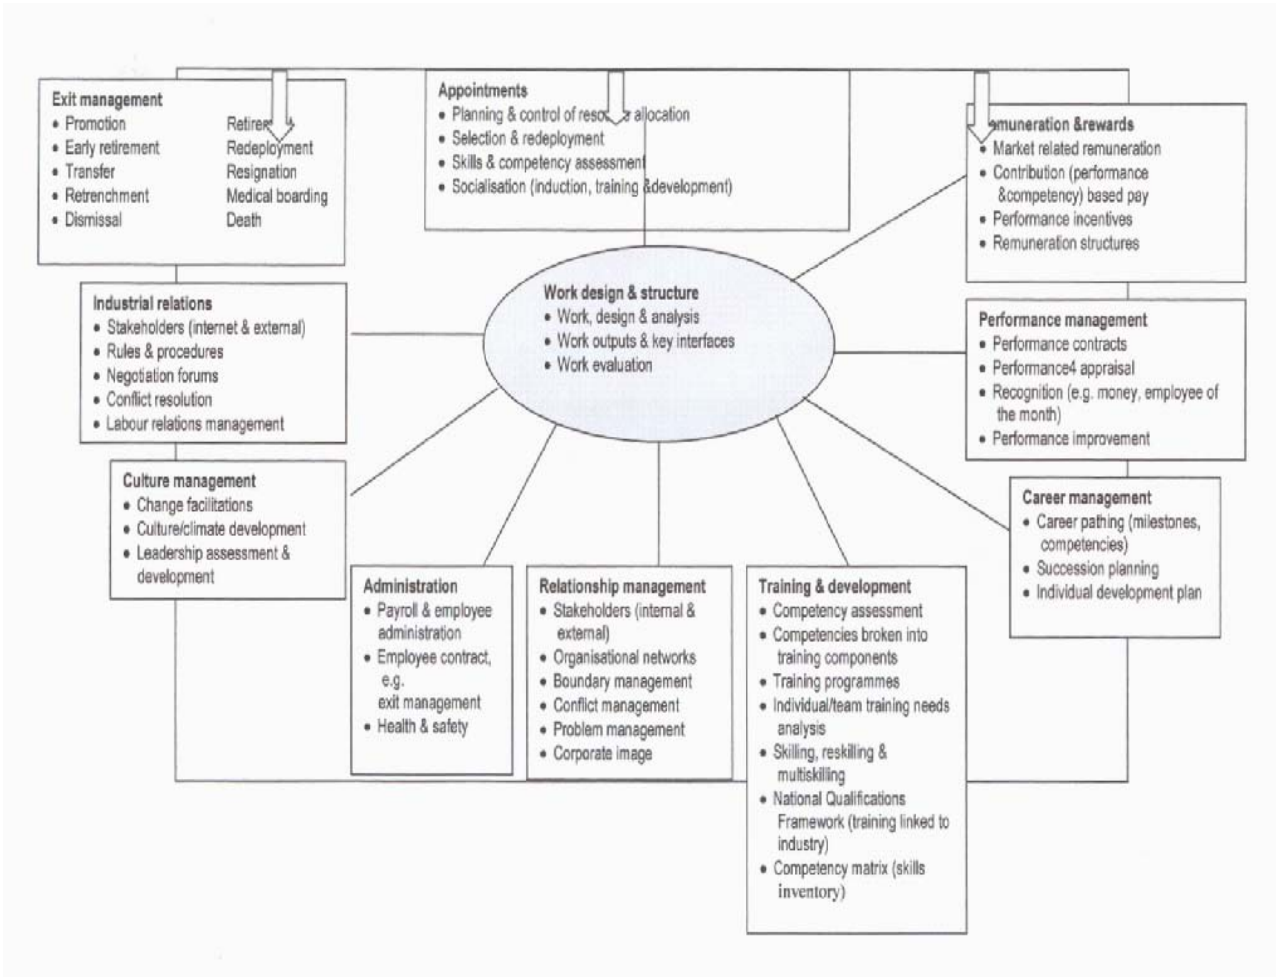 Exit management
• Promotion
• Early retirement
• Transfer
• Retrenchment
• Dismissal
Redeployment
Resignation
Medical boarding
Death
Appointments
• Planning & control of allocation
• Selection & redeployment
• Skills & competency assessment
• Socialisation (induction, training &development)
emuneration &rewards
• Market related remuneration
• Contribution (performance
&competency) based pay
• Performance incentives
• Remuneration structures
Industrial relations
• Stakeholders (internet & external)
• Rules & procedures
• Negotiation forums
• Conflict resolution
• Labour relations management
Work design & structure
• Work, design & analysis
• Work outputs & key interfaces
• Work evaluation
Performance management
• Performance contracts
• Performance4 appraisal
• Recognition (e.g. money, employee of
the month)
• Performance improvement
Culture management
• Change facilitations
• Culture/climate development
• Leadership assessment &
development
Career management
• Career pathing (milestones,
competencies)
• Succession planning
• Individual development plan
Administration
• Payroll & employee
administration
• Employee contract,
e.g.
exit management
• Health & safety
Relationship management
• Stakeholders (internal &
external)
• Organisational networks
• Boundary management
• Conflict management
• Problem management
• Corporate image
Training & development
• Competency assessment
• Competencies broken into
training components
• Training programmes
• Individual/team training needs
analysis
• Skilling, reskilling &
multiskilling
• National Qualifications
Framework (training linked to
industry)
• Competency matrix (skills
inventory)